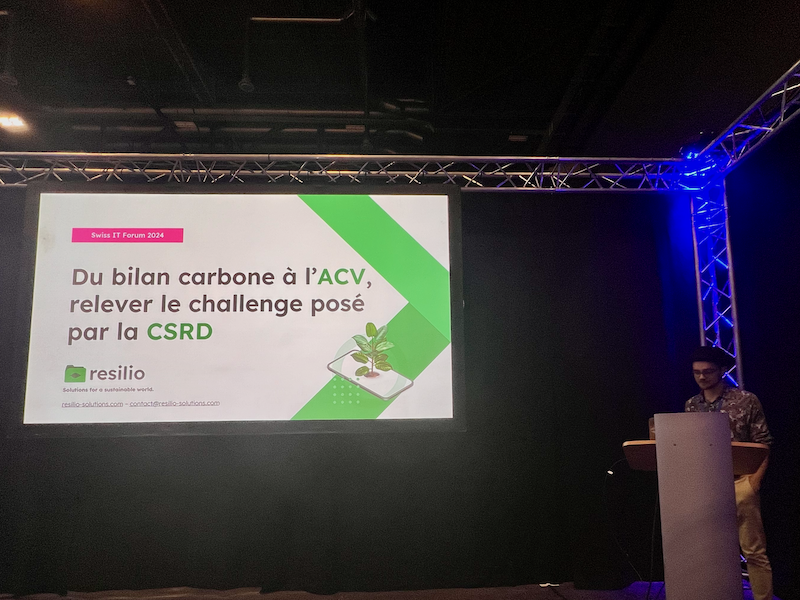 Swiss IT Forum 2024
Du bilan carbone à l'ACV,
relever le challenge posé
par la CSRD
resilio
Solutions for a sustainable world.
resilio-solutions.com – contact@resilio-solutions.com